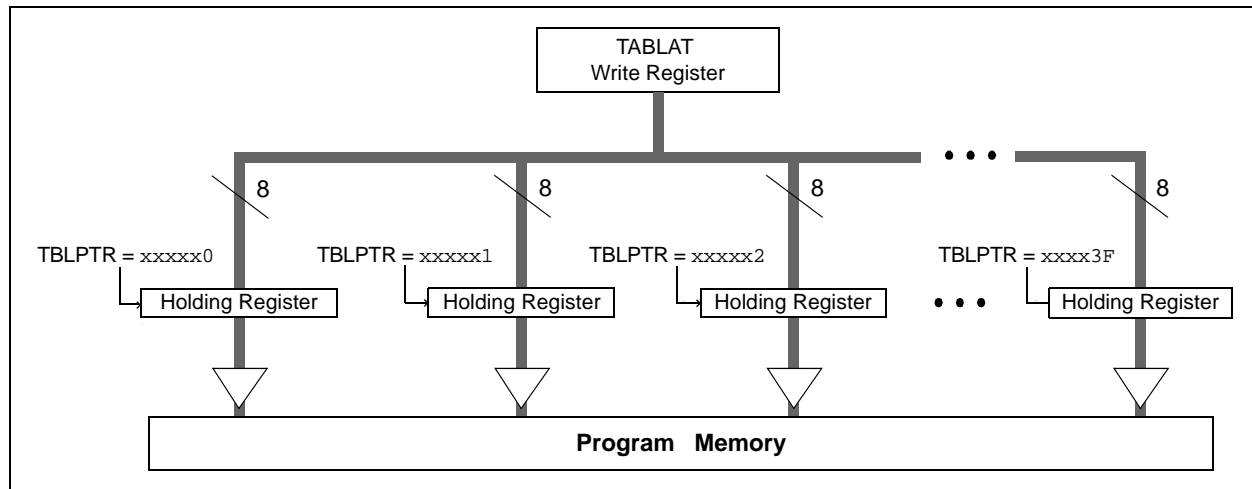 TABLAT
Write Register
8
8
8
8
TBLPTR = xxxxx0
TBLPTR = xxxxx1
TBLPTR = xxxxx2
TBLPTR = xxxx3F
Holding Register
Holding Register
Holding Register
Holding Register
Program Memory